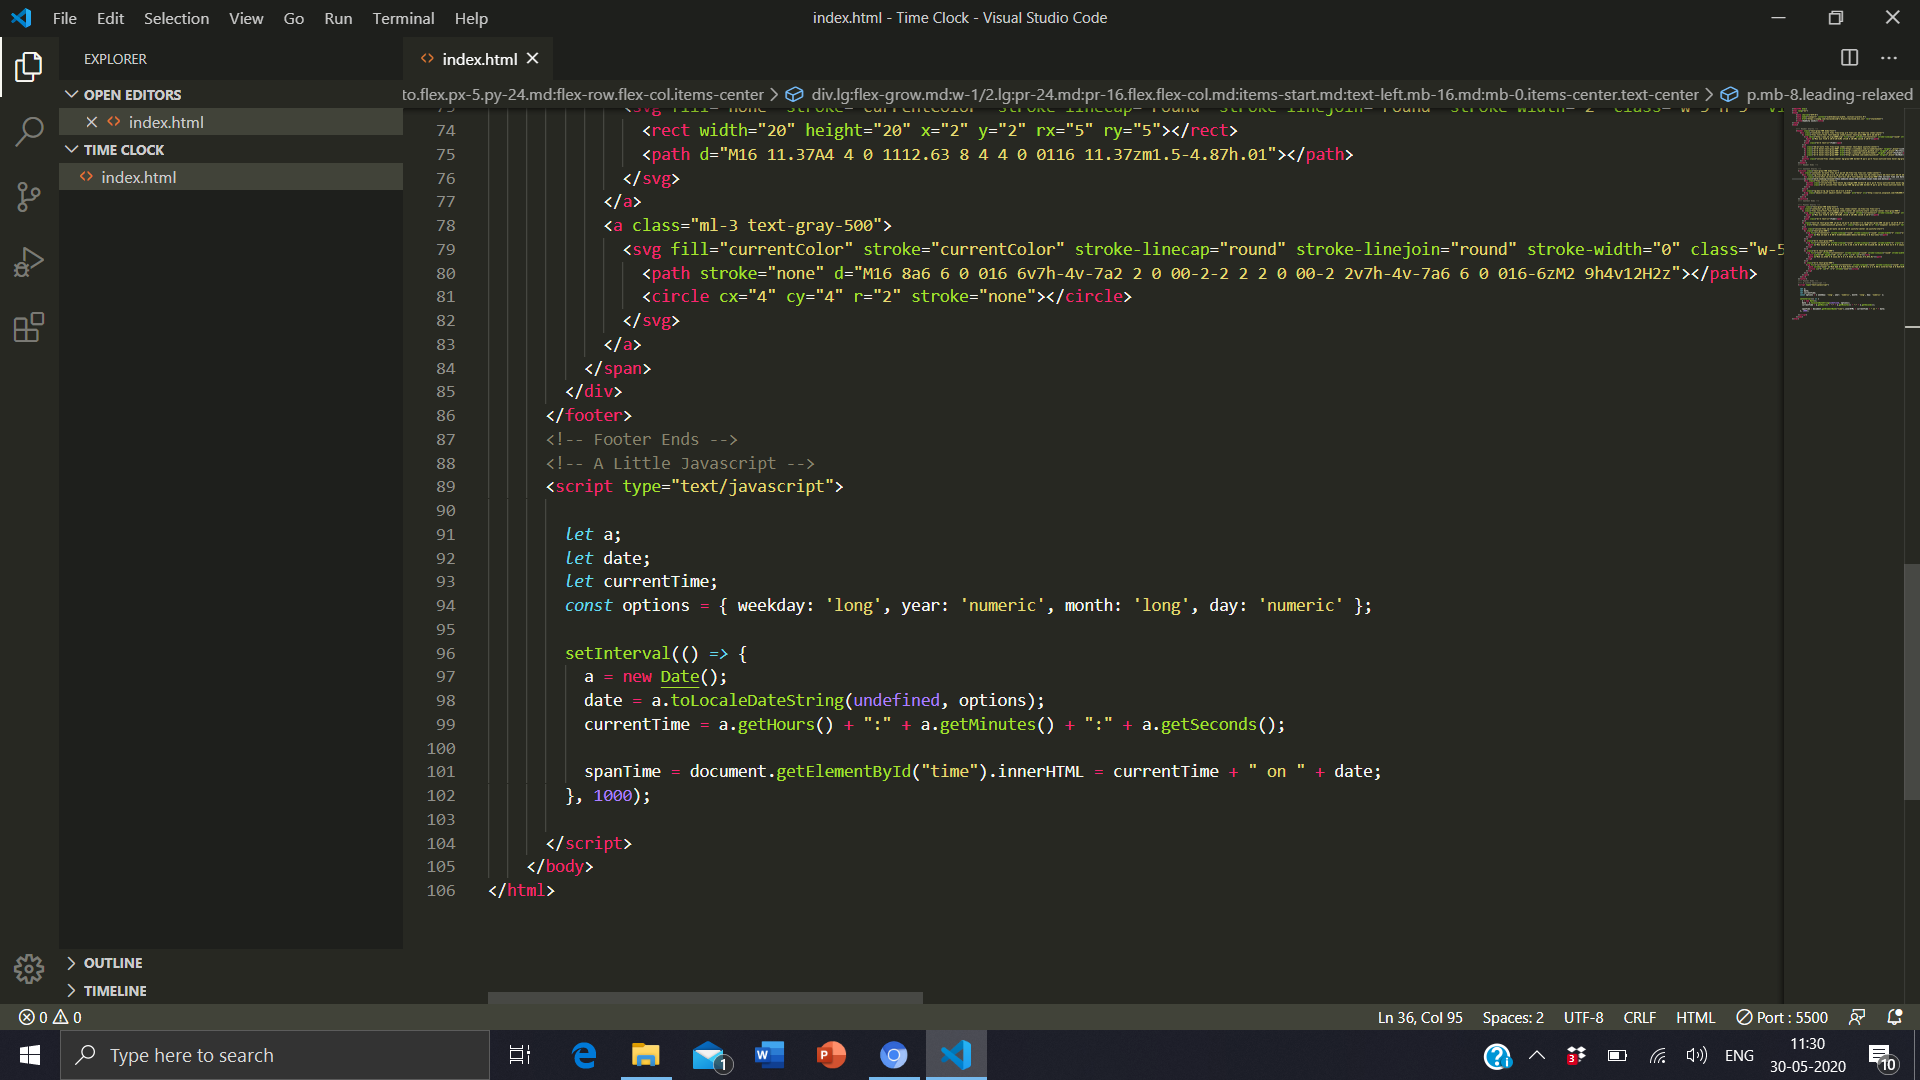 File Edit Selection View Go Run Terminal Help
index.html - Time Clock - Visual Studio Code
EXPLORER
index.html
OPEN EDITORS
index.html
TIME CLOCK
index.html
to.flex.px-5.py-24.md:flex-row.flex-col.items-center > div.lg:flex-grow.md:w-1/2.lg:pr-24.md:pr-16.flex.flex-col.md:items-start.md:text-left.mb-16.md:mb-0.items-center.text-center > p.mb-8.leading-relaxed
74 <rect width="20" height="20" x="2" y="2" rx="5" ry="5"></rect>
75 <path d="M16 11.37A4 4 0 1112.63 8 4 4 0 0116 11.37zm1.5-4.87h.01"></path>
76 </svg>
77 </a>
78 <a class="ml-3 text-gray-500">
79 <svg fill="currentColor" stroke="currentColor" stroke-linecap="round" stroke-linejoin="round" stroke-width="0" class="w-5
80 <path stroke="none" d="M16 8a6 6 0 016 6v7h-4v-7a2 2 0 00-2-2 2 2 0 00-2 2v7h-4v-7a6 6 0 016-6zM2 9h4v12H2z"></path>
81 <circle cx="4" cy="4" r="2" stroke="none"></circle>
82 </svg>
83 </a>
84 </span>
85 </div>
86 </footer>
87 <!-- Footer Ends -->
88 <!-- A Little Javascript -->
89 <script type="text/javascript">
90
91 let a;
92 let date;
93 let currentTime;
94 const options = { weekday: 'long', year: 'numeric', month: 'long', day: 'numeric' };
95
96 setInterval(() => {
97 a = new Date();
98 date = a.toLocaleDateString(undefined, options);
99 currentTime = a.getHours() + ":" + a.getMinutes() + ":" + a.getSeconds();
100
101 spanTime = document.getElementById("time").innerHTML = currentTime + " on " + date;
102 }, 1000);
103
104 </script>
105 </body>
106 </html>
OUTLINE
TIMELINE
0 0
Ln 36, Col 95 Spaces: 2 UTF-8 CRLF HTML Port : 5500
Type here to search
1
3
ENG
11:30
30-05-2020
10